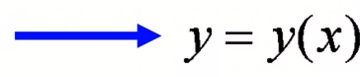 y = y(x)